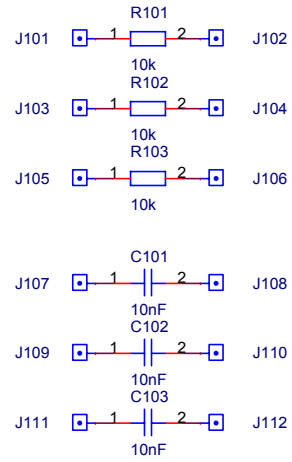 R101
J101 1 2 J102
10k
R102
J103 1 2 J104
10k
R103
J105 1 2 J106
10k
C101
J107 1 2 J108
10nF
C102
J109 1 2 J110
10nF
C103
J111 1 2 J112
10nF